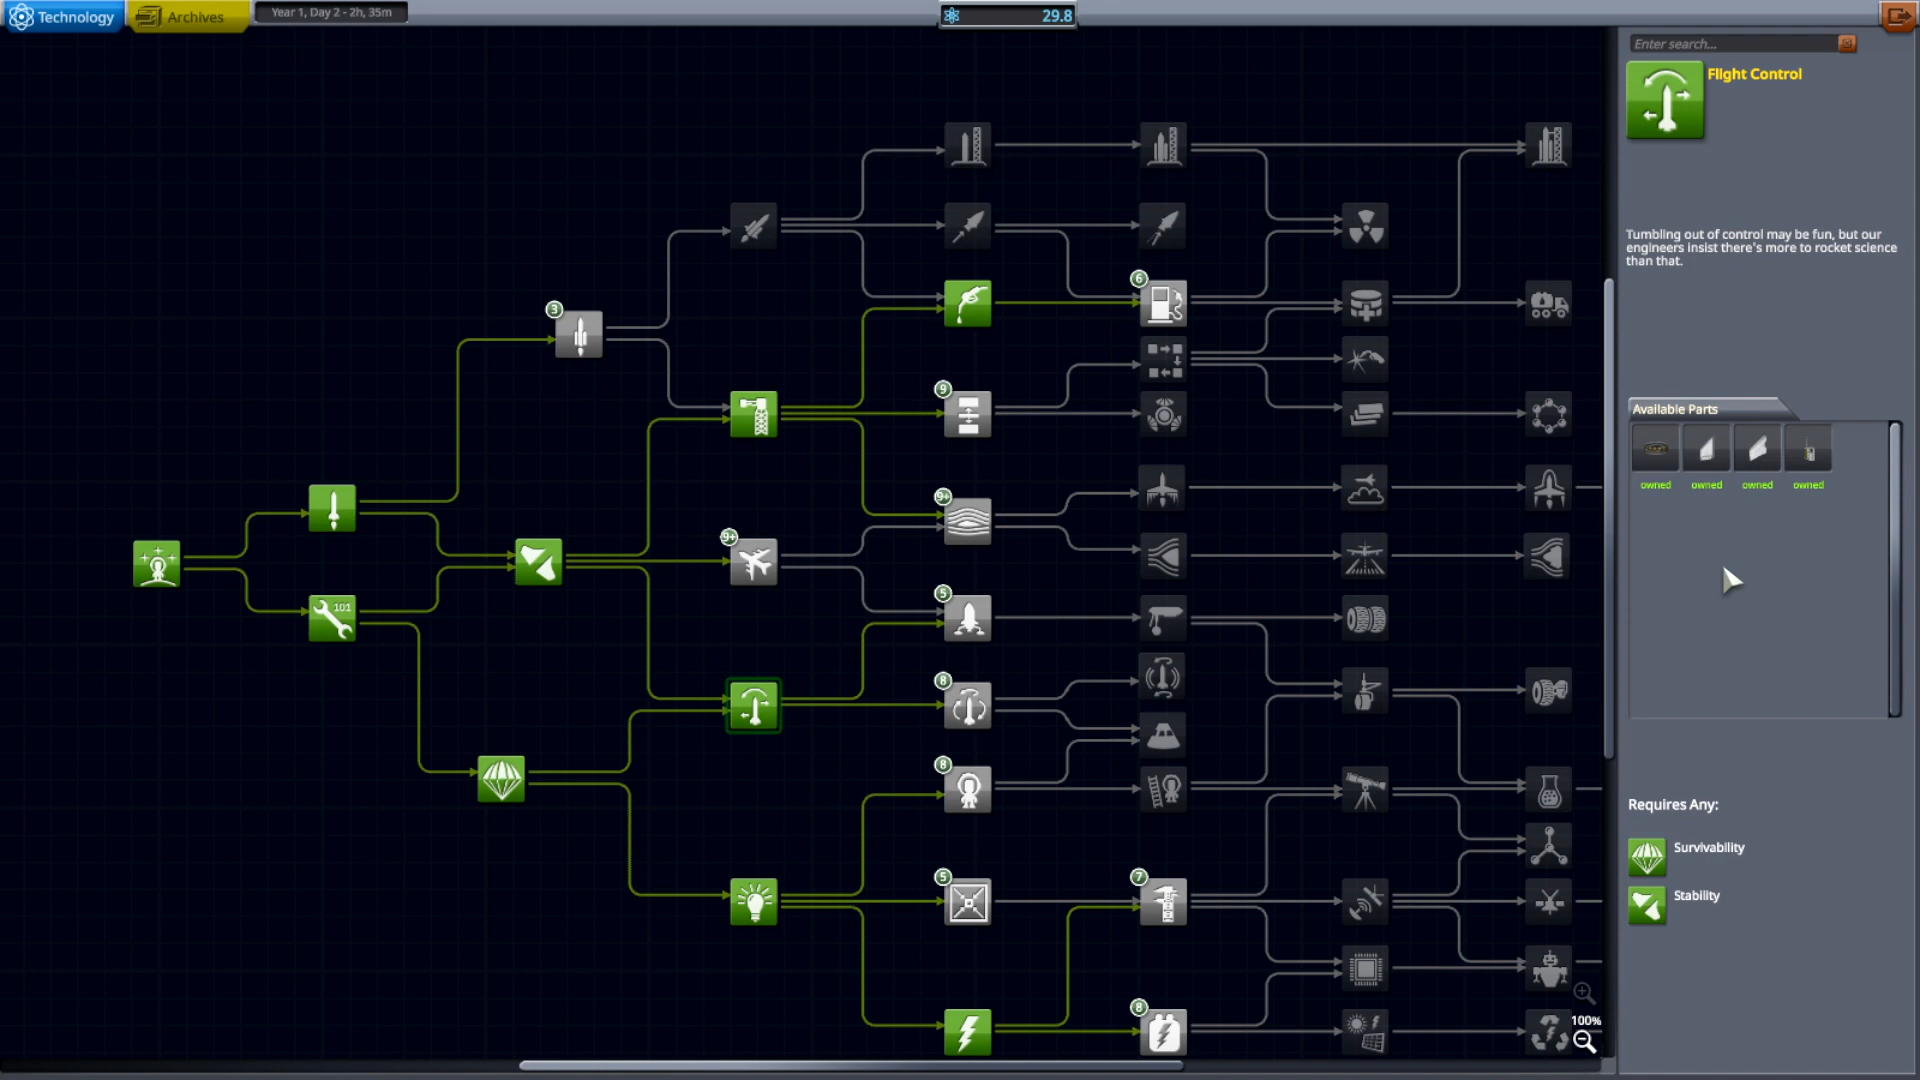 Technology
Archives
Year 1, Day 2 - 2h, 35m
29.8
Enter search...
Flight Control
Tumbling out of control may be fun, but our
engineers insist there's more to rocket science
than that.
Available Parts
owned owned owned owned
Requires Any:
Survivability
Stability
6
3
9
9+
9+
5
8
8
5
7
8
101
100%